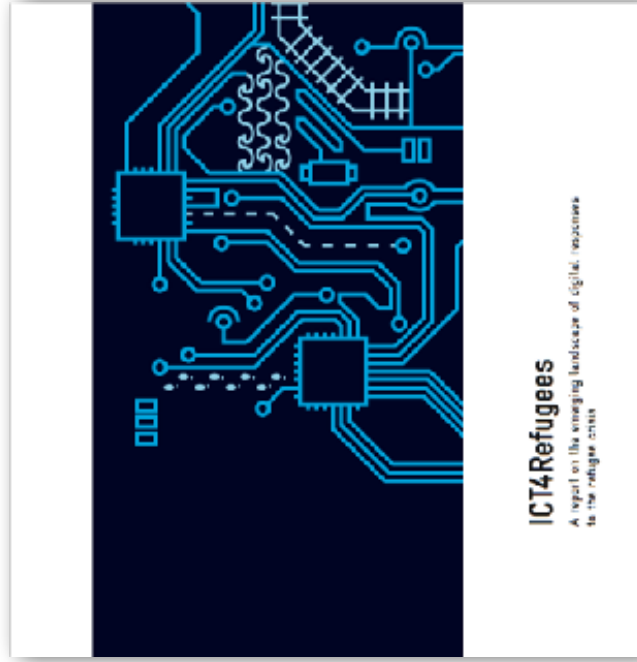 ICT4Refugees
A report on the emerging landscape of digital responses
to the refugee crisis